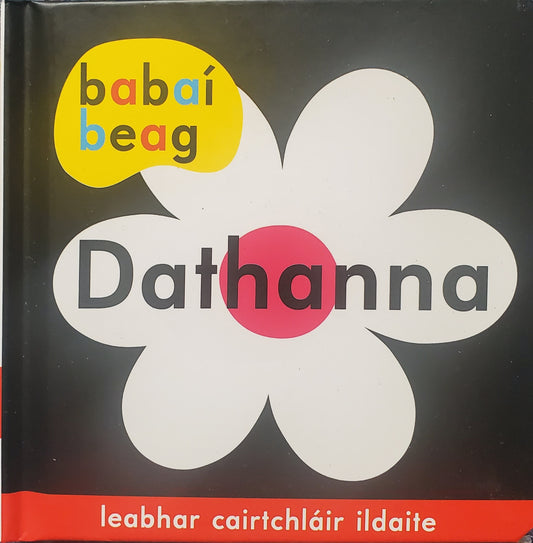 babaí
beag
Dathanna
leabhar cairtchláir ildaite